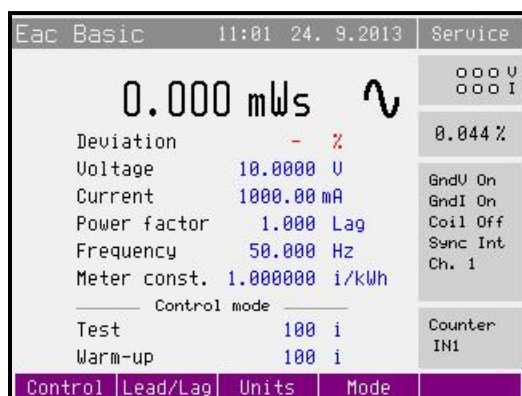 Eac Basic 11:01 24. 9.2013 Service
000 V
000 I
0.000 mWs
0.044 %
Deviation - %
Voltage 10.0000 V
Current 1000.00 mA
Power factor 1.000 Lag
Frequency 50.000 Hz
Meter const. 1.000000 i/kWh
GndU On
GndI On
Coil Off
Sync Int
Ch. 1
Control mode
Test 100 i
Warm-up 100 i
Counter
IN1
Control Lead/Lag Units Mode